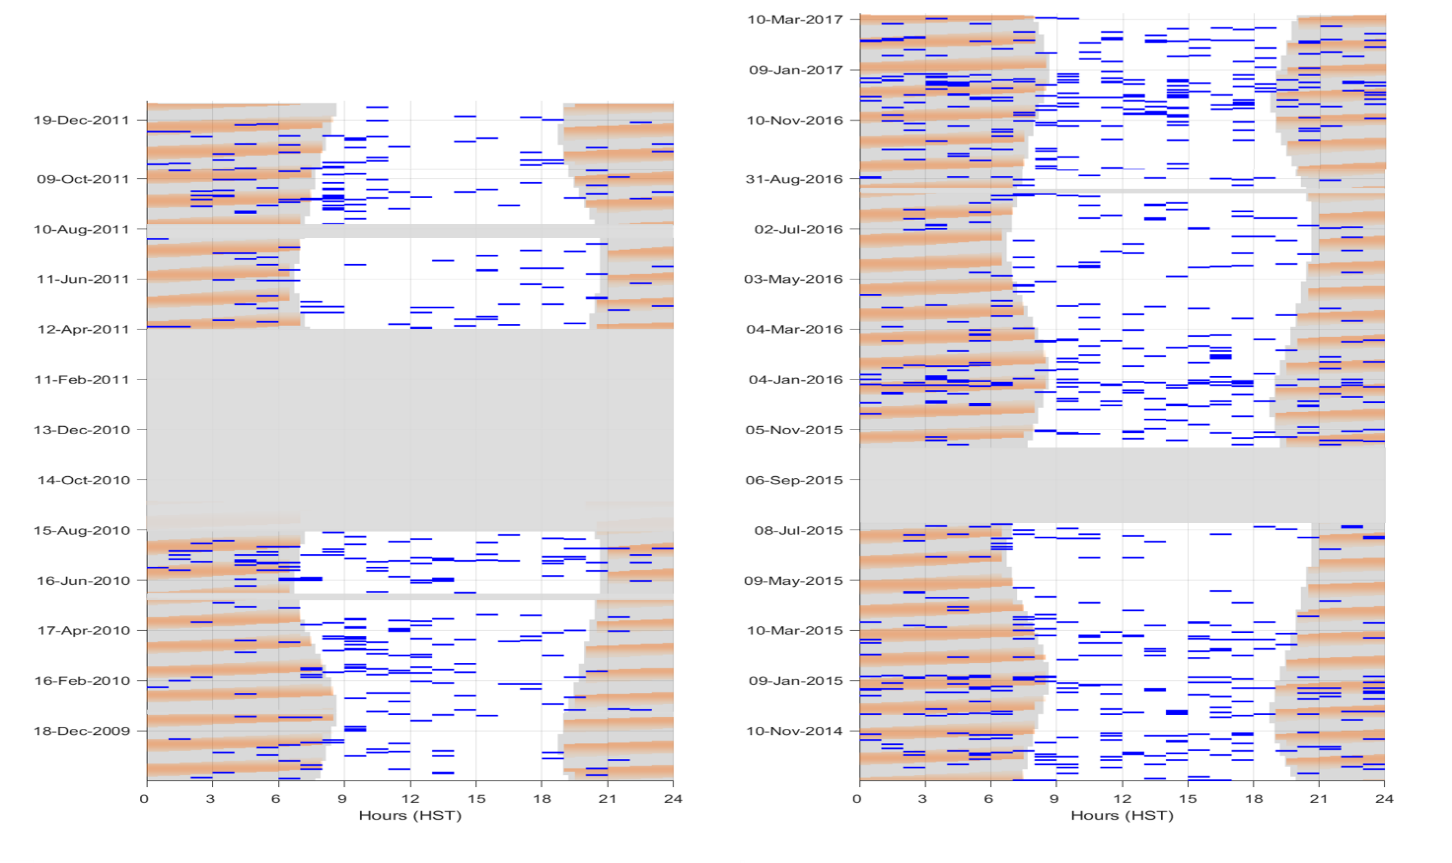 19-Dec-2011
09-Oct-2011
10-Aug-2011
11-Jun-2011
12-Apr-2011
11-Feb-2011
13-Dec-2010
14-Oct-2010
15-Aug-2010
16-Jun-2010
17-Apr-2010
16-Feb-2010
18-Dec-2009
0 3 6 9 12 15 18 21 24
Hours (HST)
10-Mar-2017
09-Jan-2017
10-Nov-2016
31-Aug-2016
02-Jul-2016
03-May-2016
04-Mar-2016
04-Jan-2016
05-Nov-2015
06-Sep-2015
08-Jul-2015
09-May-2015
10-Mar-2015
09-Jan-2015
10-Nov-2014
0 3 6 9 12 15 18 21 24
Hours (HST)